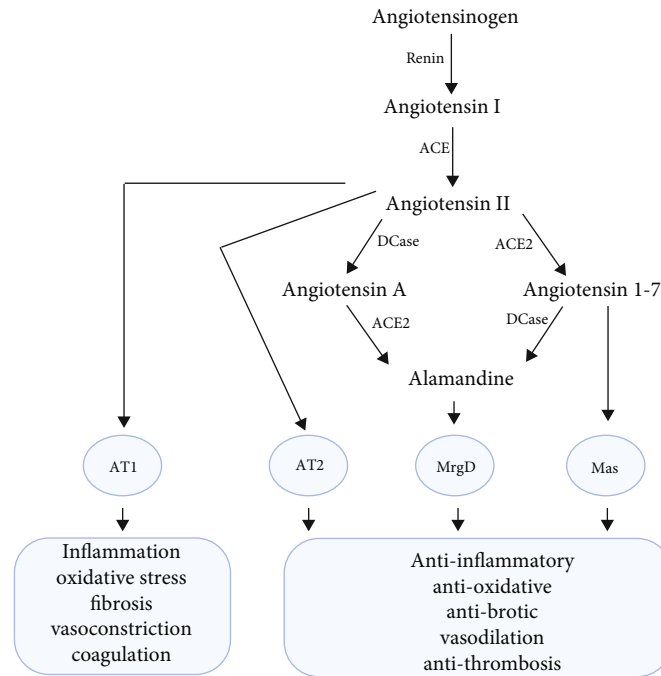 Angiotensinogen
Renin
Angiotensin I
ACE
Angiotensin II
DCase
ACE2
Angiotensin A
Angiotensin 1-7
ACE2
DCase
Alamandine
AT1
AT2
MrgD
Mas
Inflammation
oxidative stress
fibrosis
vasoconstriction
coagulation
Anti-inflammatory
anti-oxidative
anti-brotic
vasodilation
anti-thrombosis